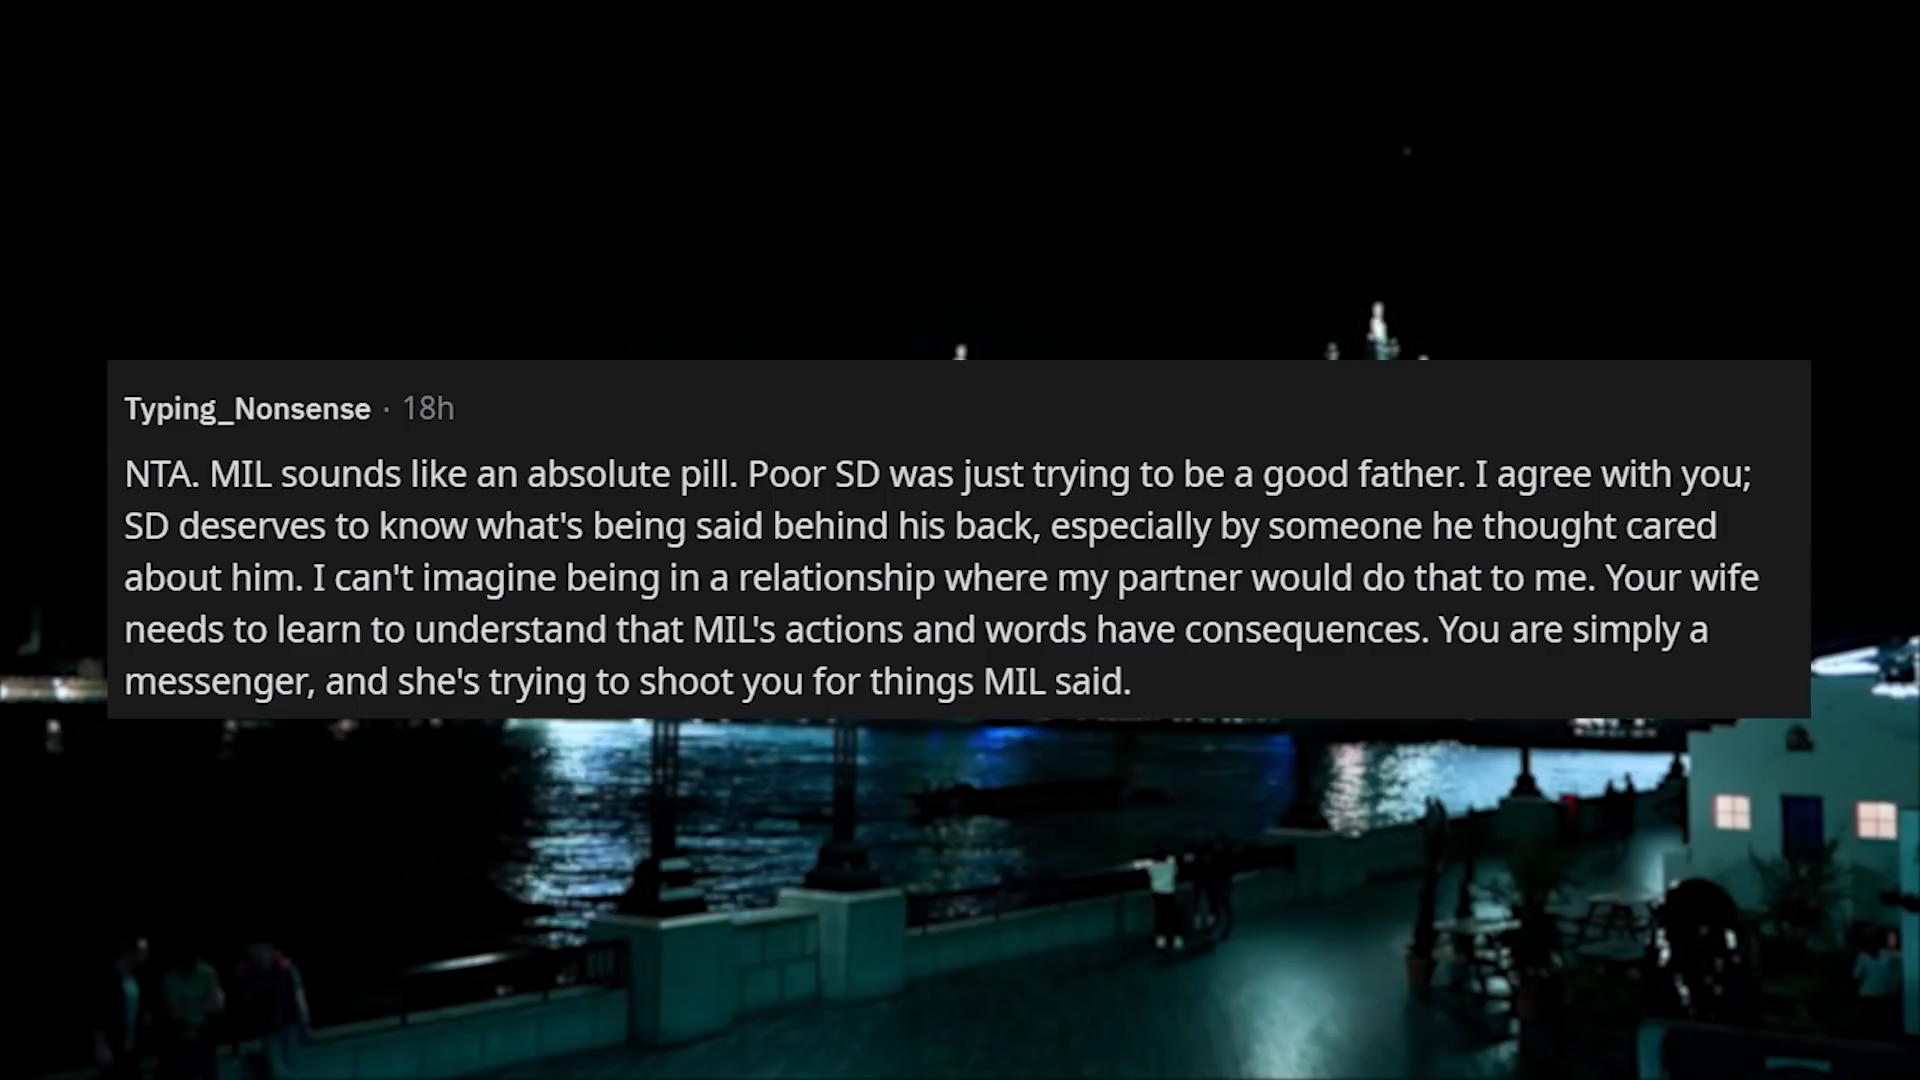 Typing_Nonsense · 18h
NTA. MIL sounds like an absolute pill. Poor SD was just trying to be a good father. I agree with you;
SD deserves to know what's being said behind his back, especially by someone he thought cared
about him. I can't imagine being in a relationship where my partner would do that to me. Your wife
needs to learn to understand that MIL's actions and words have consequences. You are simply a
messenger, and she's trying to shoot you for things MIL said.